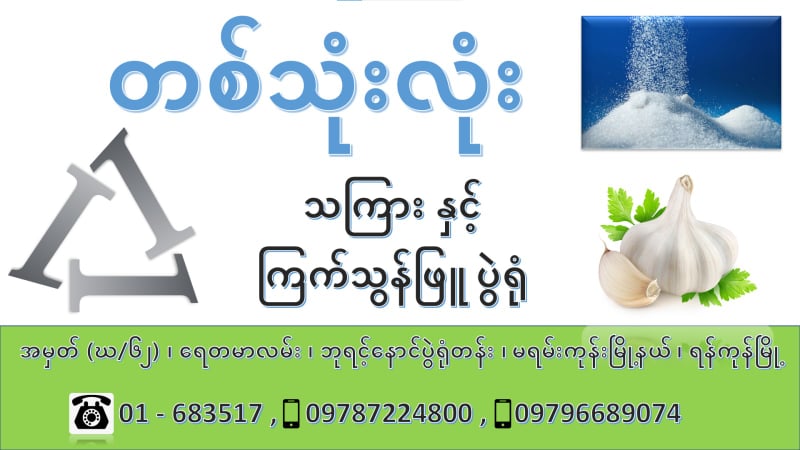 တစ်သုံးလုံး
သကြား နှင့်
ကြက်သွန်ဖြူ ပွဲရုံ
အမှတ် (ဃ/၆၂) ၊ ရေတမာလမ်း ၊ ဘုရင့်နောင်ပွဲရုံတန်း ၊ မရမ်းကုန်းမြို့နယ် ၊ ရန်ကုန်မြို့
01 - 683517 , 09787224800 , 09796689074